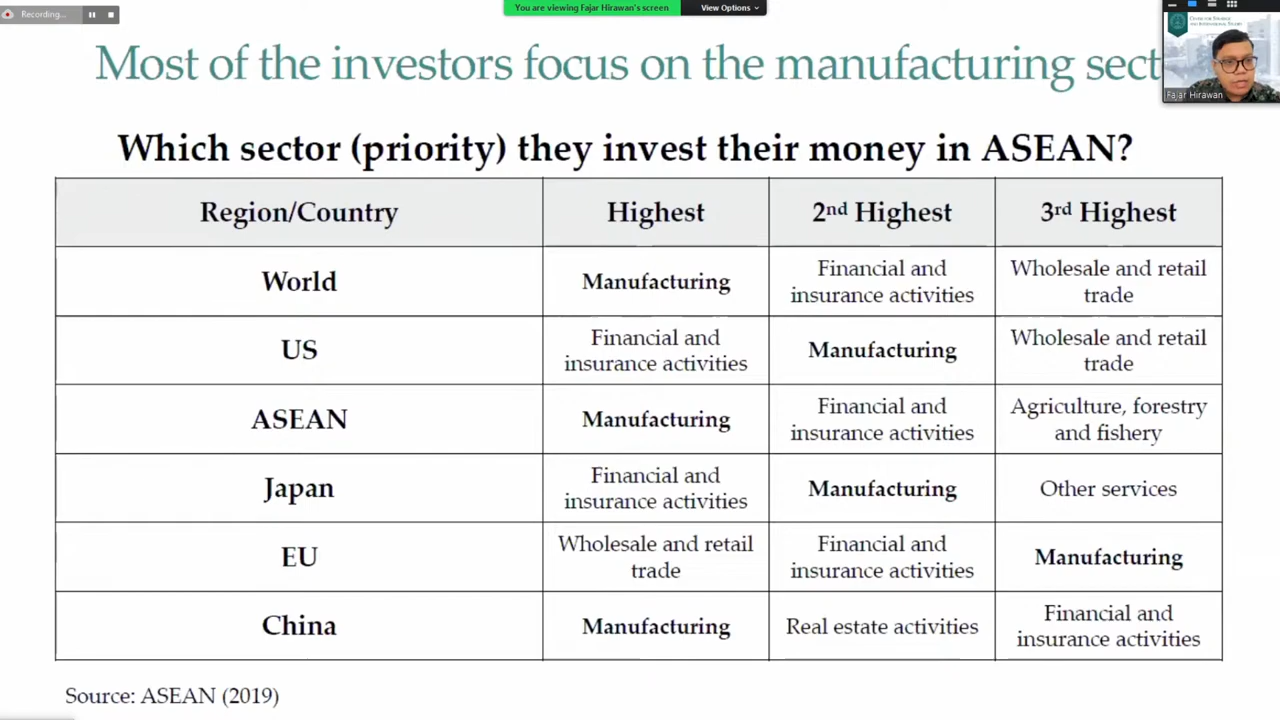 Recording...
You are viewing Fajar Hirawan's screen
View Options
Most of the investors focus on the manufacturing sect
Fajar Hirawan
Which sector (priority) they invest their money in ASEAN?
Region/Country
Highest
2nd Highest
3rd Highest
World
Manufacturing
Financial and
insurance activities
Wholesale and retail
trade
US
Financial and
insurance activities
Manufacturing
Wholesale and retail
trade
ASEAN
Manufacturing
Financial and
insurance activities
Agriculture, forestry
and fishery
Japan
Financial and
insurance activities
Manufacturing
Other services
EU
Wholesale and retail
trade
Financial and
insurance activities
Manufacturing
China
Manufacturing
Real estate activities
Financial and
insurance activities
Source: ASEAN (2019)